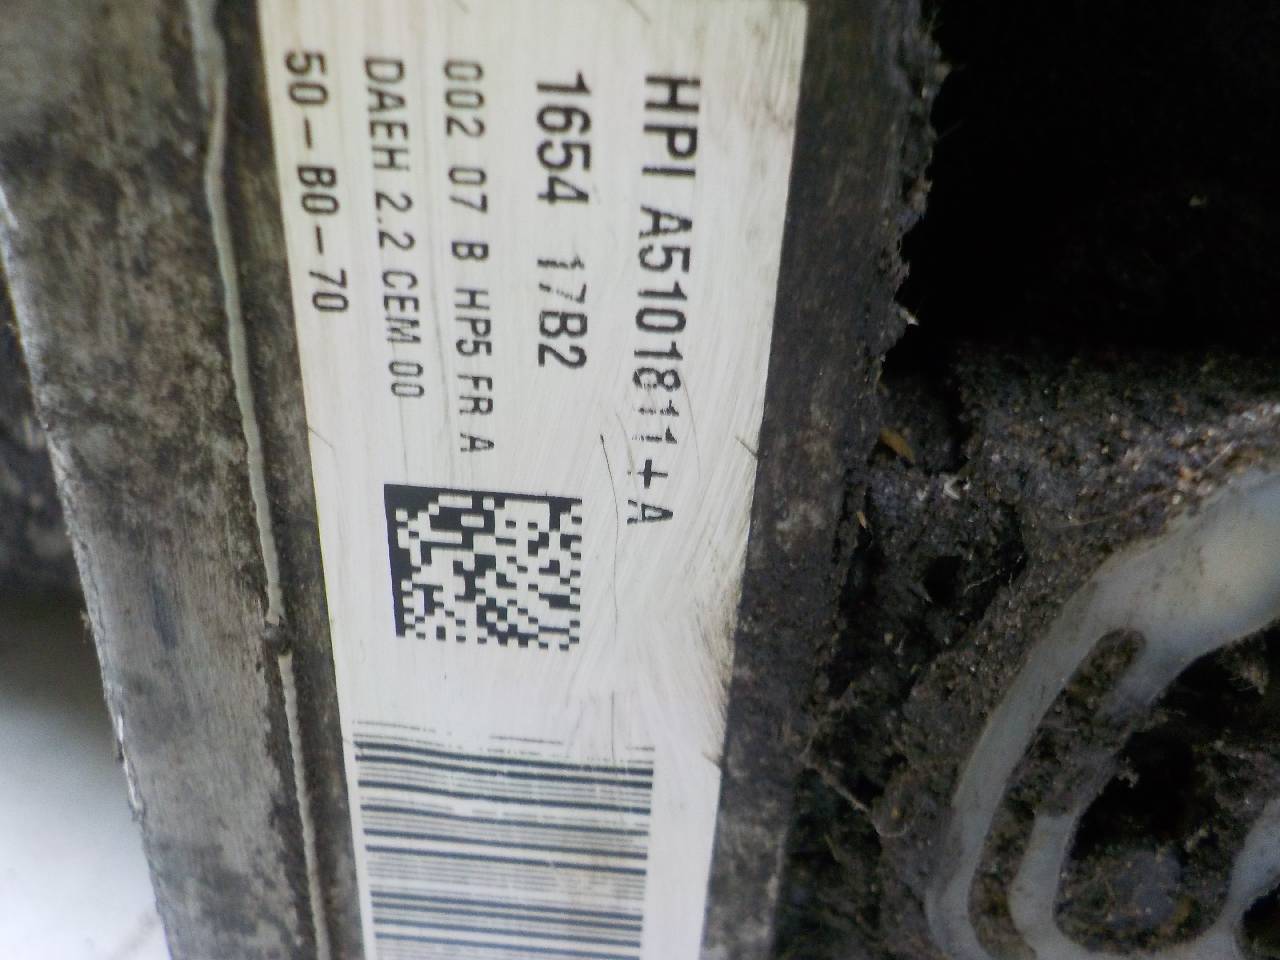 HPI A5101811+A
1654 17B2
002 07 B HP5 FR A
DAEH 2.2 CEM 00
50-B0-70